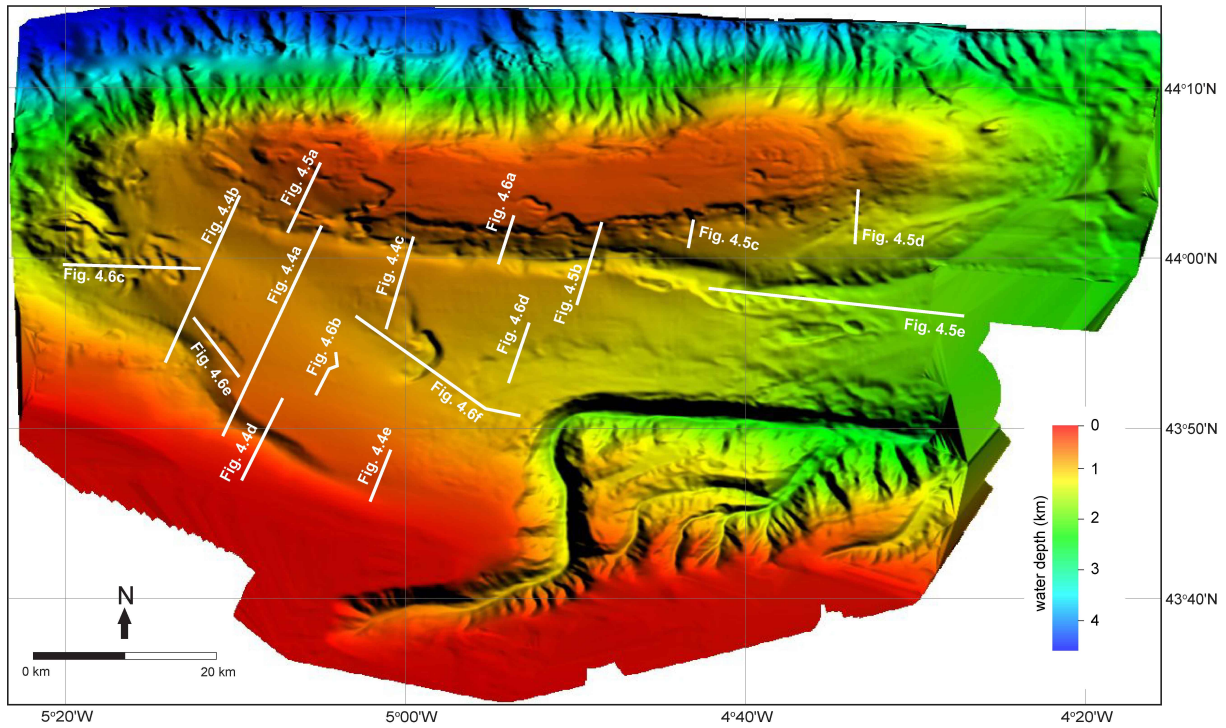 44°10'N
Fig. 4.5a
Fig. 4.4b
Fig. 4.6a
Fig. 4.4c
Fig. 4.5c
Fig. 4.5d
44°00'N
Fig. 4.6c
Fig. 4.4a
Fig. 4.5b
Fig. 4.6d
Fig. 4.5e
Fig. 4.6b
Fig. 4.6e
Fig. 4.6f
Fig. 4.4d
Fig. 4.4e
43°50'N
water depth (km)
0
1
2
3
4
43°40'N
N
0 km 20 km
5°20'W 5°00'W 4°40'W 4°20'W